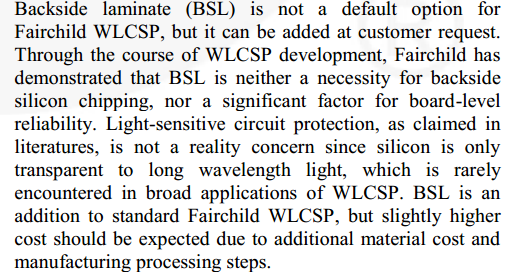 Backside laminate (BSL) is not a default option for
Fairchild WLCSP, but it can be added at customer request.
Through the course of WLCSP development, Fairchild has
demonstrated that BSL is neither a necessity for backside
silicon chipping, nor a significant factor for board-level
reliability. Light-sensitive circuit protection, as claimed in
literatures, is not a reality concern since silicon is only
transparent to long wavelength light, which is rarely
encountered in broad applications of WLCSP. BSL is an
addition to standard Fairchild WLCSP, but slightly higher
cost should be expected due to additional material cost and
manufacturing processing steps.